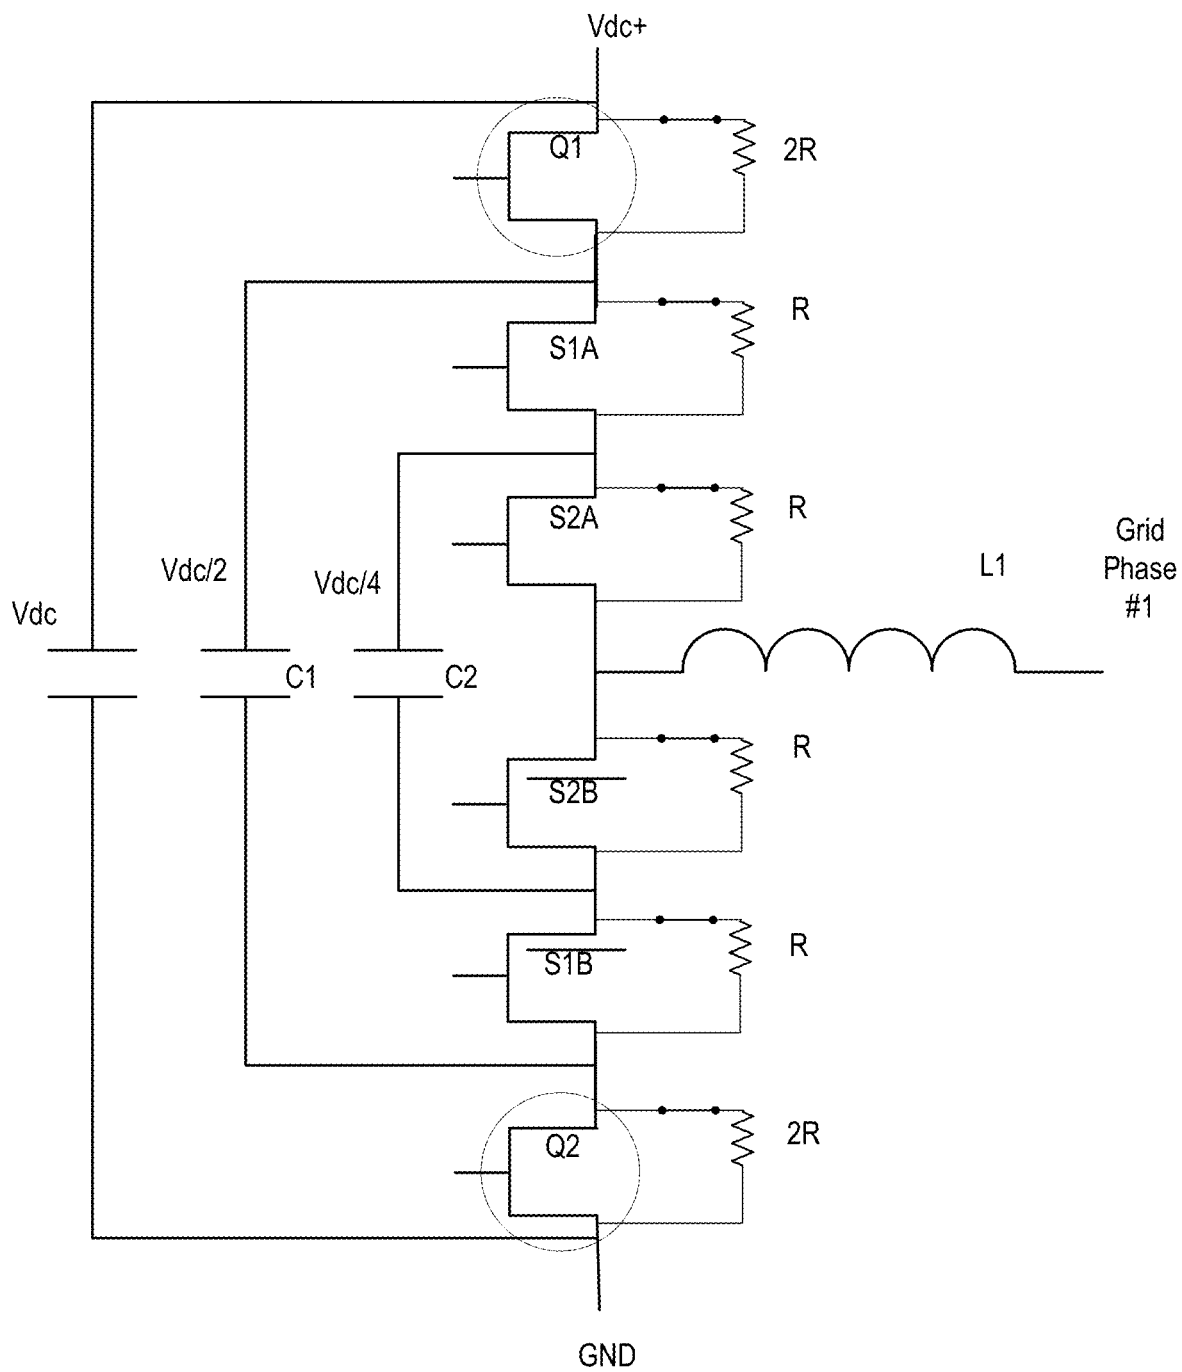 Vdc+
Q1
2R
R
S1A
R
S2A
Grid
Phase
#1
L1
Vdc/2
Vdc/4
Vdc
C1
C2
R
S2B
R
S1B
2R
Q2
GND